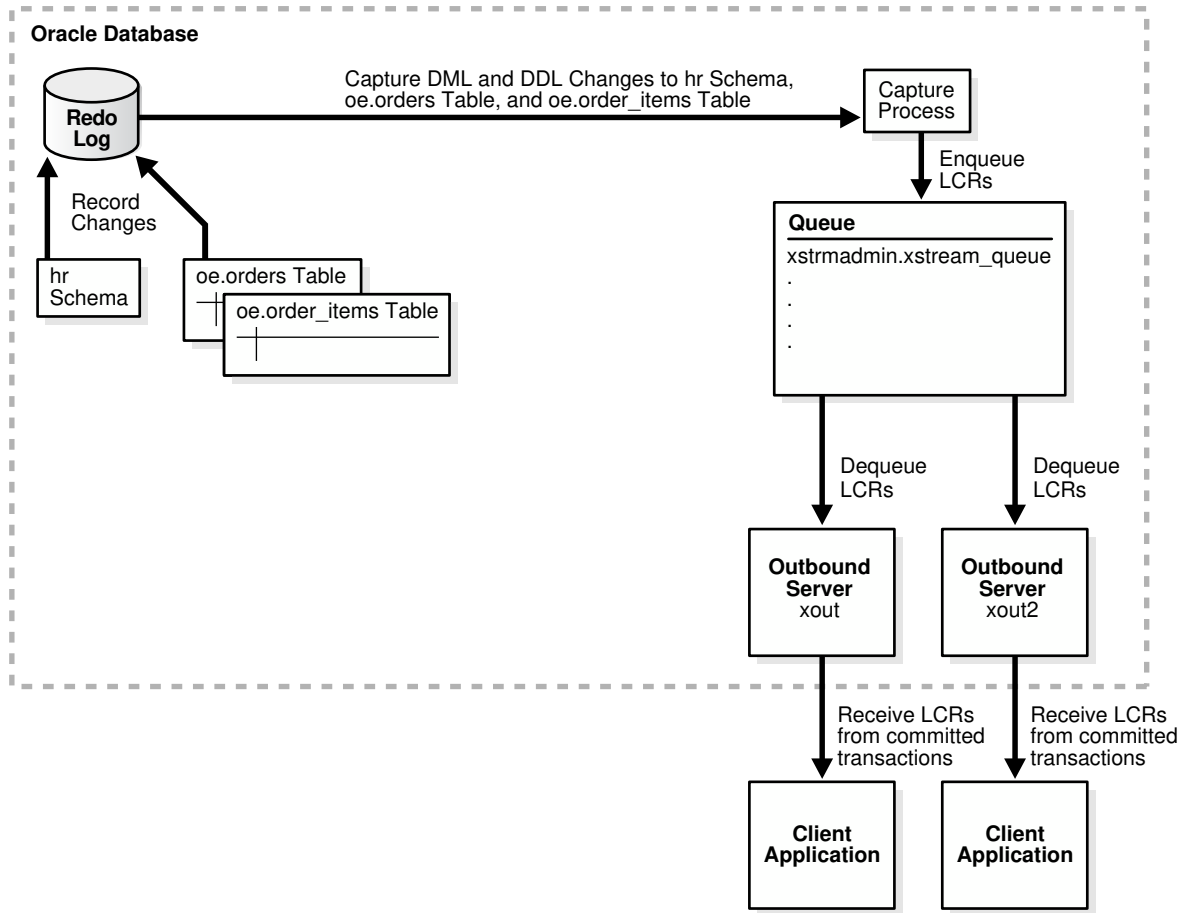 Oracle Database
Capture DML and DDL Changes to hr Schema,
oe.orders Table, and oe.order_items Table
Redo
Log
Capture
Process
Record
Changes
Enqueue
LCRs
hr
Schema
oe.orders Table
oe.order_items Table
Queue
xstrmadmin.xstream_queue
.
.
.
.
Dequeue
LCRs
Dequeue
LCRs
Outbound
Server
xout
Outbound
Server
xout2
Receive LCRs
from committed
transactions
Receive LCRs
from committed
transactions
Client
Application
Client
Application